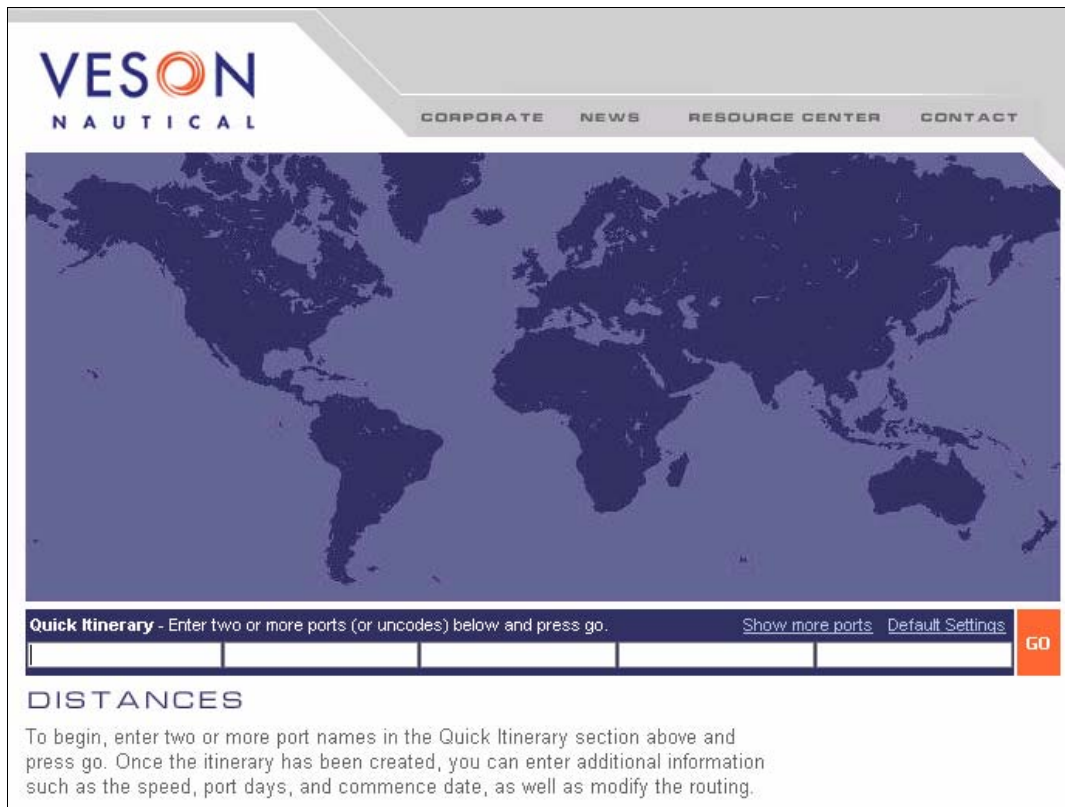 VESON
NAUTICAL
CORPORATE NEWS RESOURCE CENTER CONTACT
Quick Itinerary - Enter two or more ports (or uncodes) below and press go. Show more ports Default Settings
GO
DISTANCES
To begin, enter two or more port names in the Quick Itinerary section above and
press go. Once the itinerary has been created, you can enter additional information
such as the speed, port days, and commence date, as well as modify the routing.